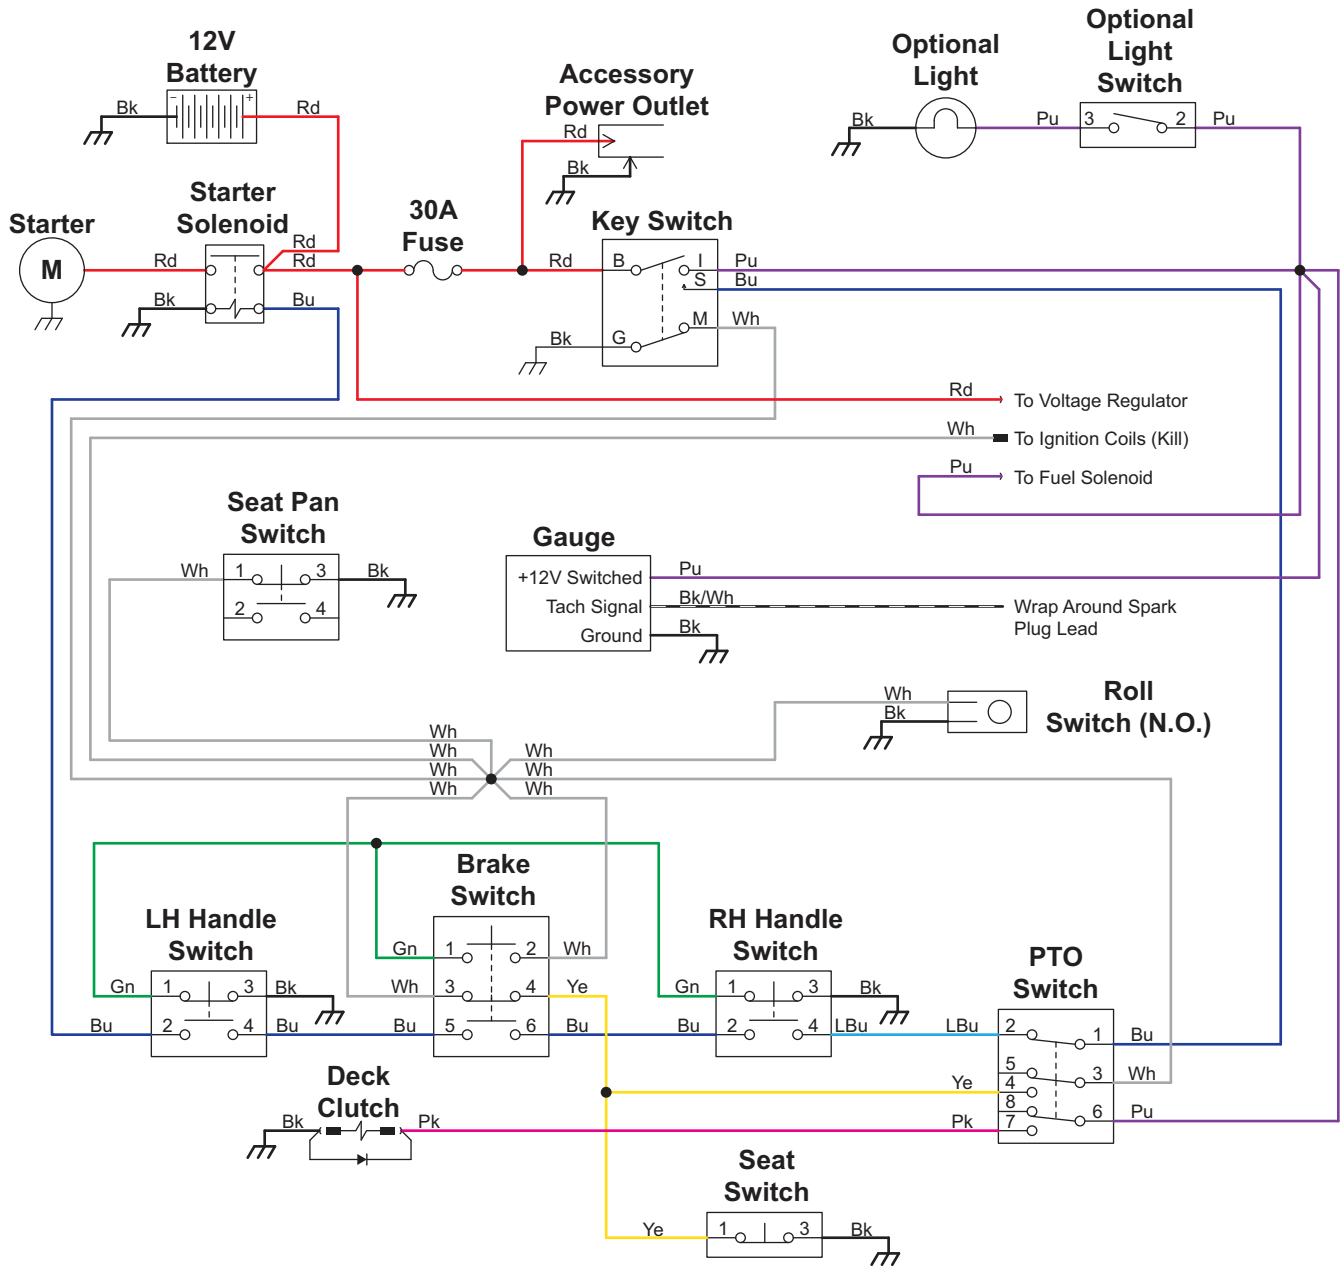 12V
Battery
Bk
−
+
Rd
Accessory
Power Outlet
Rd
Bk
Optional
Light
Bk
Pu
Optional
Light
Switch
3
2
Pu
Starter
M
Rd
Starter
Solenoid
Rd
Rd
Bk
Bu
30A
Fuse
Rd
Key Switch
B
I
S
M
G
Pu
Bu
Wh
Bk
Rd
To Voltage Regulator
Wh
To Ignition Coils (Kill)
Pu
To Fuel Solenoid
Seat Pan
Switch
Wh
1
3
Bk
2
4
Gauge
+12V Switched
Pu
Tach Signal
Bk/Wh
Wrap Around Spark
Plug Lead
Ground
Bk
Roll
Switch (N.O.)
Wh
Bk
Wh
Wh
Wh
Wh
Wh
Wh
Wh
LH Handle
Switch
Gn
1
3
Bk
Bu
2
4
Bu
Brake
Switch
Gn
1
2
Wh
Wh
3
4
Ye
Bu
5
6
Bu
RH Handle
Switch
Gn
1
3
Bk
Bu
2
4
LBu
PTO
Switch
LBu
2
1
Bu
5
3
Wh
Ye
4
8
6
Pu
Pk
7
Deck
Clutch
Bk
Pk
Seat
Switch
Ye
1
3
Bk